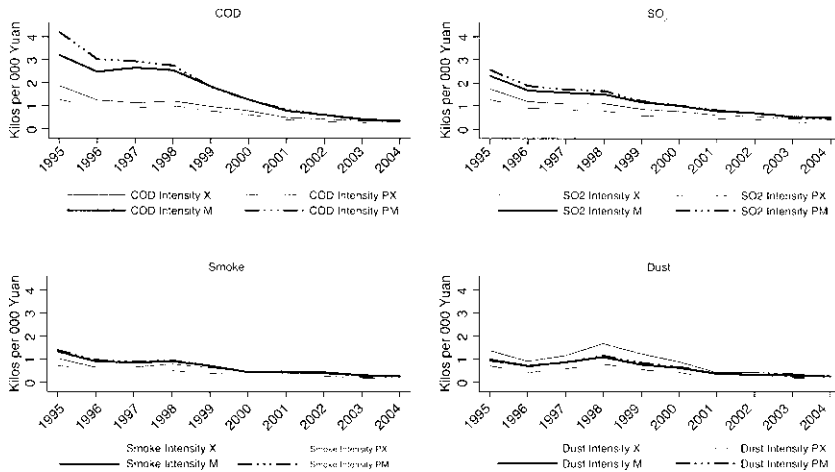 COD
Kilos per 000 Yuan
4
3
2
1
0
1995 1996 1997 1998 1999 2000 2001 2002 2003 2004
COD Intensity X COD Intensity PX
COD Intensity M COD Intensity PM
SO2
Kilos per 000 Yuan
4
3
2
1
0
1995 1996 1997 1998 1999 2000 2001 2002 2003 2004
SO2 Intensity X SO2 Intensity PX
SO2 Intensity M SO2 Intensity PM
Smoke
Kilos per 000 Yuan
4
3
2
1
0
1995 1996 1997 1998 1999 2000 2001 2002 2003 2004
Smoke Intensity X Smoke Intensity PX
Smoke Intensity M Smoke Intensity PM
Dust
Kilos per 000 Yuan
4
3
2
1
0
1995 1996 1997 1998 1999 2000 2001 2002 2003 2004
Dust Intensity X Dust Intensity PX
Dust Intensity M Dust Intensity PM